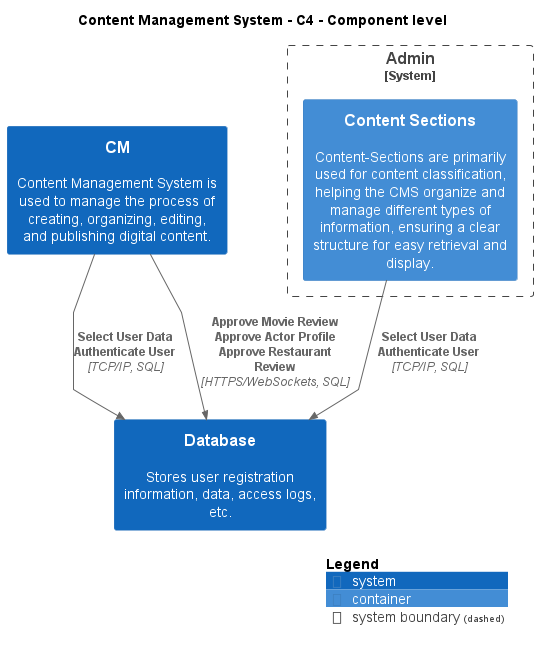 Content Management System - C4 - Component level
Admin
[System]
Content Sections
Content-Sections are primarily
used for content classification,
helping the CMS organize and
manage different types of
information, ensuring a clear
structure for easy retrieval and
display.
CM
Content Management System is
used to manage the process of
creating, organizing, editing,
and publishing digital content.
Select User Data
Authenticate User
[TCP/IP, SQL]
Approve Movie Review
Approve Actor Profile
Approve Restaurant
Review
[HTTPS/WebSockets, SQL]
Select User Data
Authenticate User
[TCP/IP, SQL]
Database
Stores user registration
information, data, access logs,
etc.
Legend
system
container
system boundary (dashed)